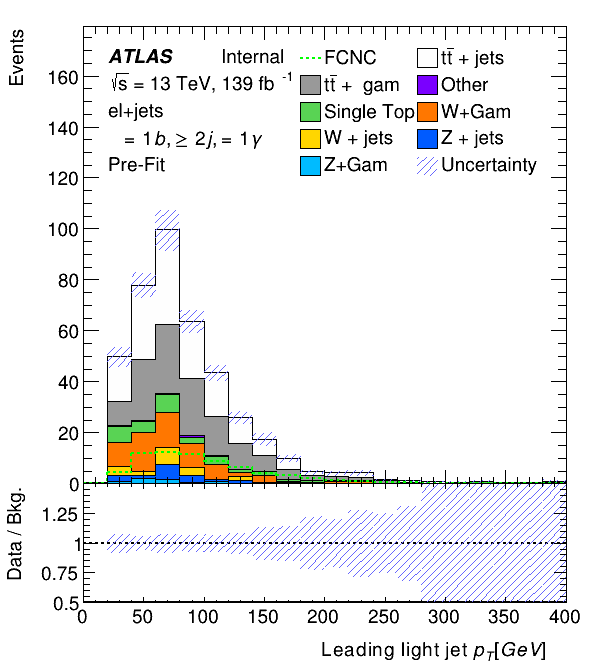 Events
ATLAS Internal
√s = 13 TeV, 139 fb⁻¹
el+jets
= 1b, ≥ 2j, = 1γ
Pre-Fit
FCNC
tt̄ + jets
tt̄ + gam
Other
Single Top
W+Gam
W + jets
Z + jets
Z+Gam
Uncertainty
160
140
120
100
80
60
40
20
0
Data / Bkg.
1.25
1
0.75
0.5
0 50 100 150 200 250 300 350 400
Leading light jet p_T[GeV]